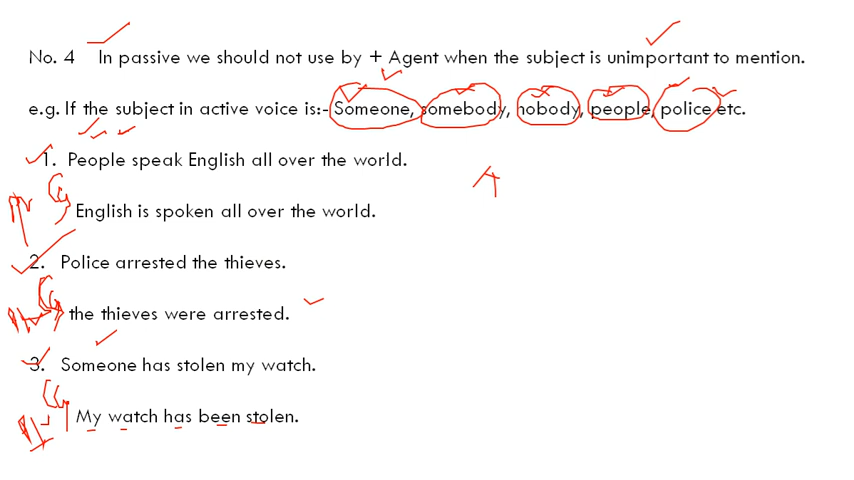 No. 4 In passive we should not use by + Agent when the subject is unimportant to mention.
e.g. If the subject in active voice is:- Someone, somebody, nobody, people, police etc.
1. People speak English all over the world.
English is spoken all over the world.
2. Police arrested the thieves.
the thieves were arrested.
3. Someone has stolen my watch.
My watch has been stolen.